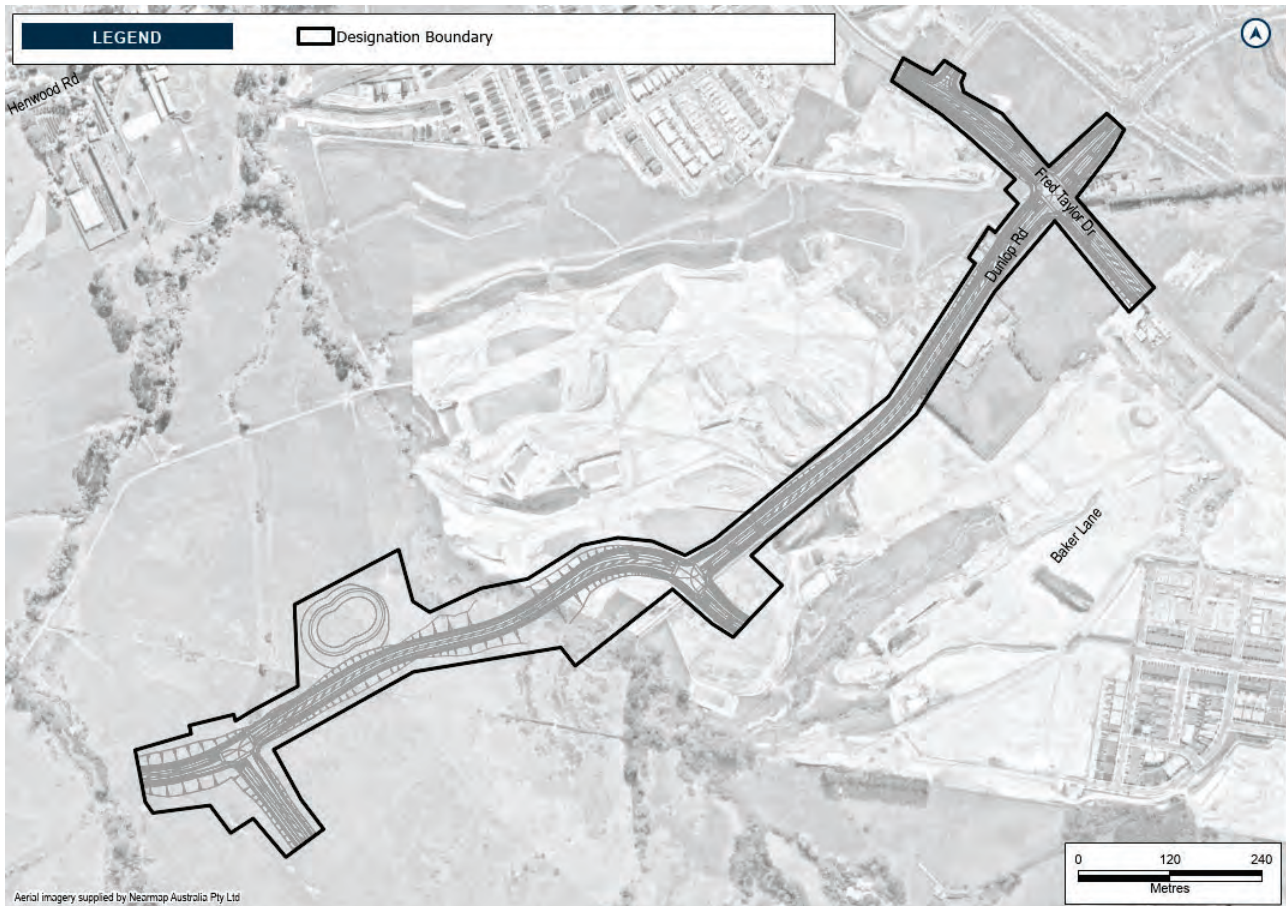 LEGEND
Designation Boundary
Henwood Rd
Fred Taylor Dr
Dunlop Rd
Baker Lane
0 120 240
Metres
Aerial imagery supplied by Nearmap Australia Pty Ltd